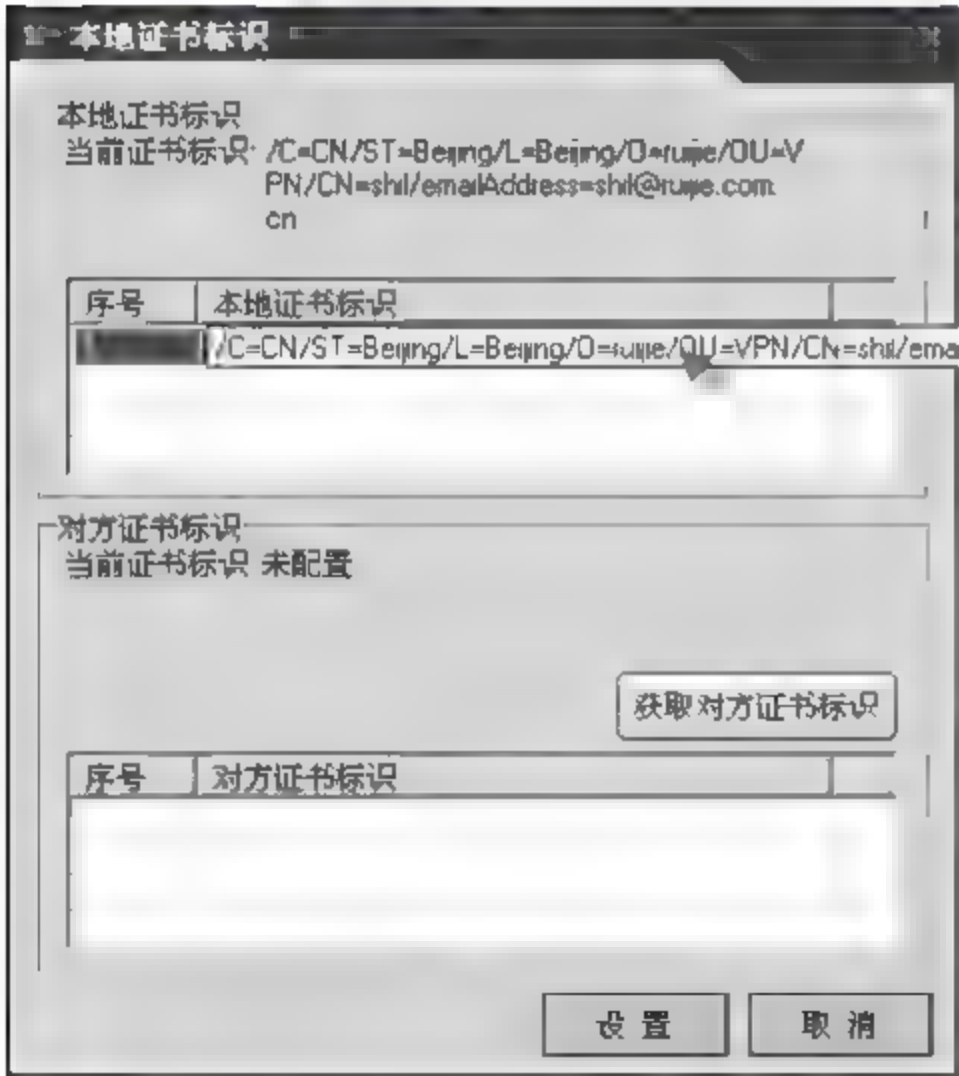 本地证书标识
本地证书标识
当前证书标识: /C=CN/ST=Beijing/L=Beijing/O=ruijie/OU=V
PN/CN=shil/emailAddress=shil@ruijie.com.
cn
序号 本地证书标识
/C=CN/ST=Beijing/L=Beijing/O=ruijie/OU=VPN/CN=shil/emai
对方证书标识
当前证书标识 未配置
获取对方证书标识
序号 对方证书标识
设置 取消